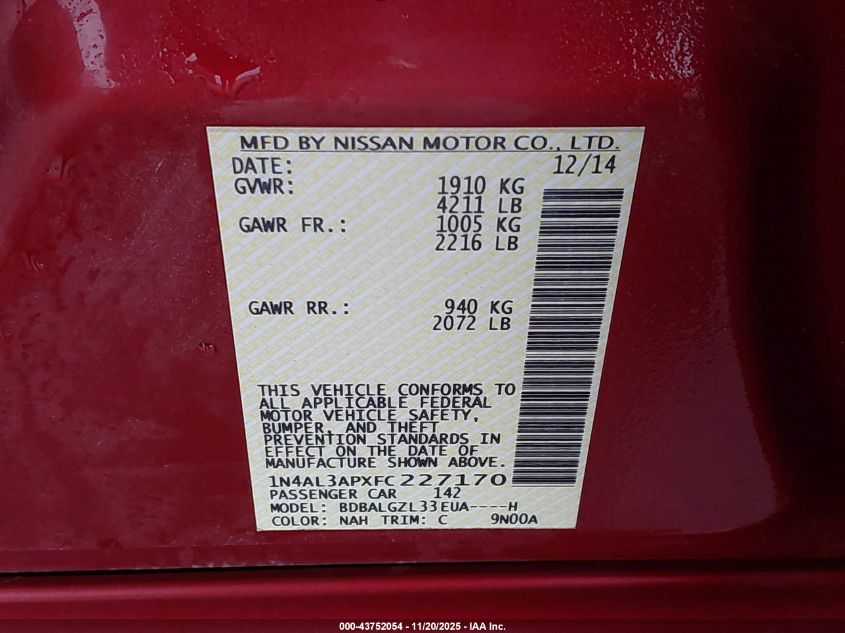 MFD BY NISSAN MOTOR CO., LTD.
DATE: 12/14
GVWR: 1910 KG
4211 LB
GAWR FR.: 1005 KG
2216 LB
GAWR RR.: 940 KG
2072 LB
THIS VEHICLE CONFORMS TO
ALL APPLICABLE FEDERAL
MOTOR VEHICLE SAFETY,
BUMPER, AND THEFT
PREVENTION STANDARDS IN
EFFECT ON THE DATE OF
MANUFACTURE SHOWN ABOVE.
1N4AL3APXFC227170
PASSENGER CAR 142
MODEL: BDBALGZL33EUA----H
COLOR: NAH TRIM: C 9N00A
000-43752054 - 11/20/2025 - IAA Inc.